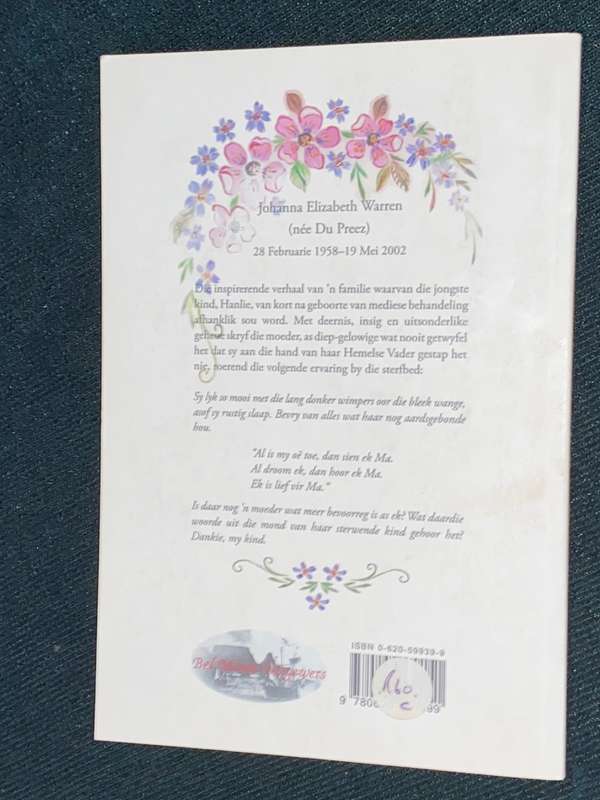 Johanna Elizabeth Warren
(née Du Preez)
28 Februarie 1958–19 Mei 2002
Die inspirerende verhaal van 'n familie waarvan die jongste
kind, Hanlie, van kort na geboorte van mediese behandeling
afhanklik sou word. Met deernis, insig en uitsonderlike
geheue skryf die moeder, as diep-gelowige wat nooit getwyfel
het dat sy aan die hand van haar Hemelse Vader gestap het
nie, roerend die volgende ervaring by die sterfbed:
Sy lyk so mooi met die lang donker wimpers oor die bleek wange,
asof sy rustig slaap. Bevry van alles wat haar nog aardsgebonde
hou.
"Al is my oë toe, dan sien ek Ma.
Al droom ek, dan hoor ek Ma.
Ek is lief vir Ma."
Is daar nog 'n moeder wat meer bevoorreg is as ek? Wat daardie
woorde uit die mond van haar sterwende kind gehoor het?
Dankie, my kind.
ISBN 0-620-59939-9
160.
c